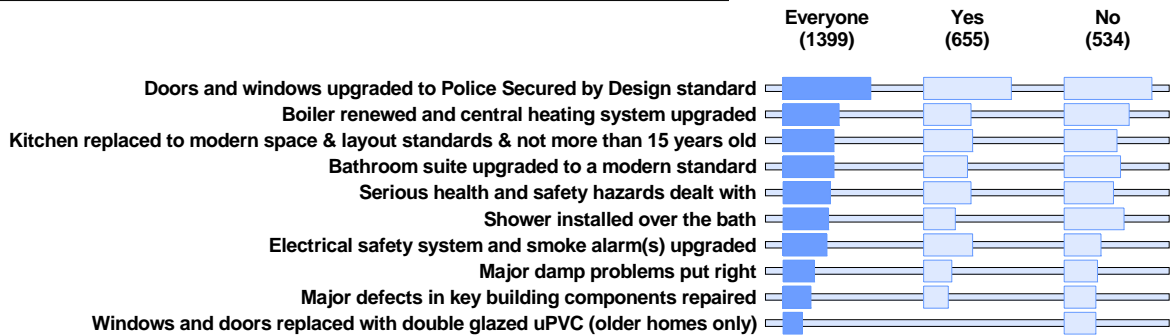 Everyone Yes No
(1399) (655) (534)
Doors and windows upgraded to Police Secured by Design standard
Boiler renewed and central heating system upgraded
Kitchen replaced to modern space & layout standards & not more than 15 years old
Bathroom suite upgraded to a modern standard
Serious health and safety hazards dealt with
Shower installed over the bath
Electrical safety system and smoke alarm(s) upgraded
Major damp problems put right
Major defects in key building components repaired
Windows and doors replaced with double glazed uPVC (older homes only)